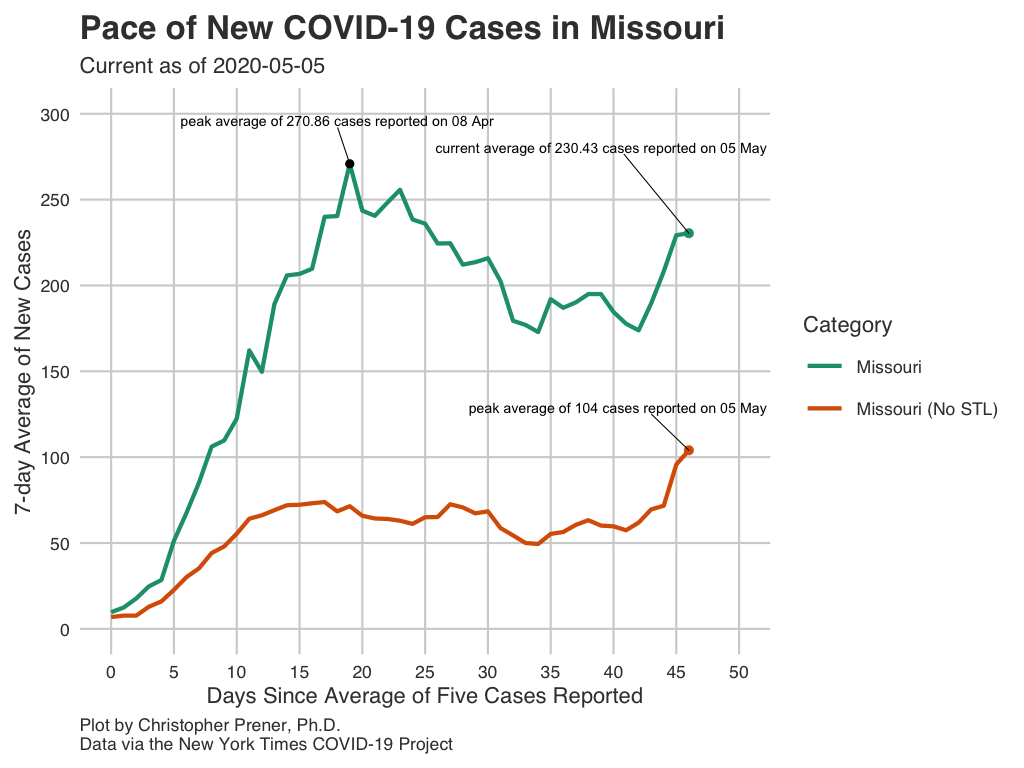 Pace of New COVID-19 Cases in Missouri
Current as of 2020-05-05
300
250
200
150
100
50
0
7-day Average of New Cases
peak average of 270.86 cases reported on 08 Apr
current average of 230.43 cases reported on 05 May
peak average of 104 cases reported on 05 May
Category
Missouri
Missouri (No STL)
0 5 10 15 20 25 30 35 40 45 50
Days Since Average of Five Cases Reported
Plot by Christopher Prener, Ph.D.
Data via the New York Times COVID-19 Project